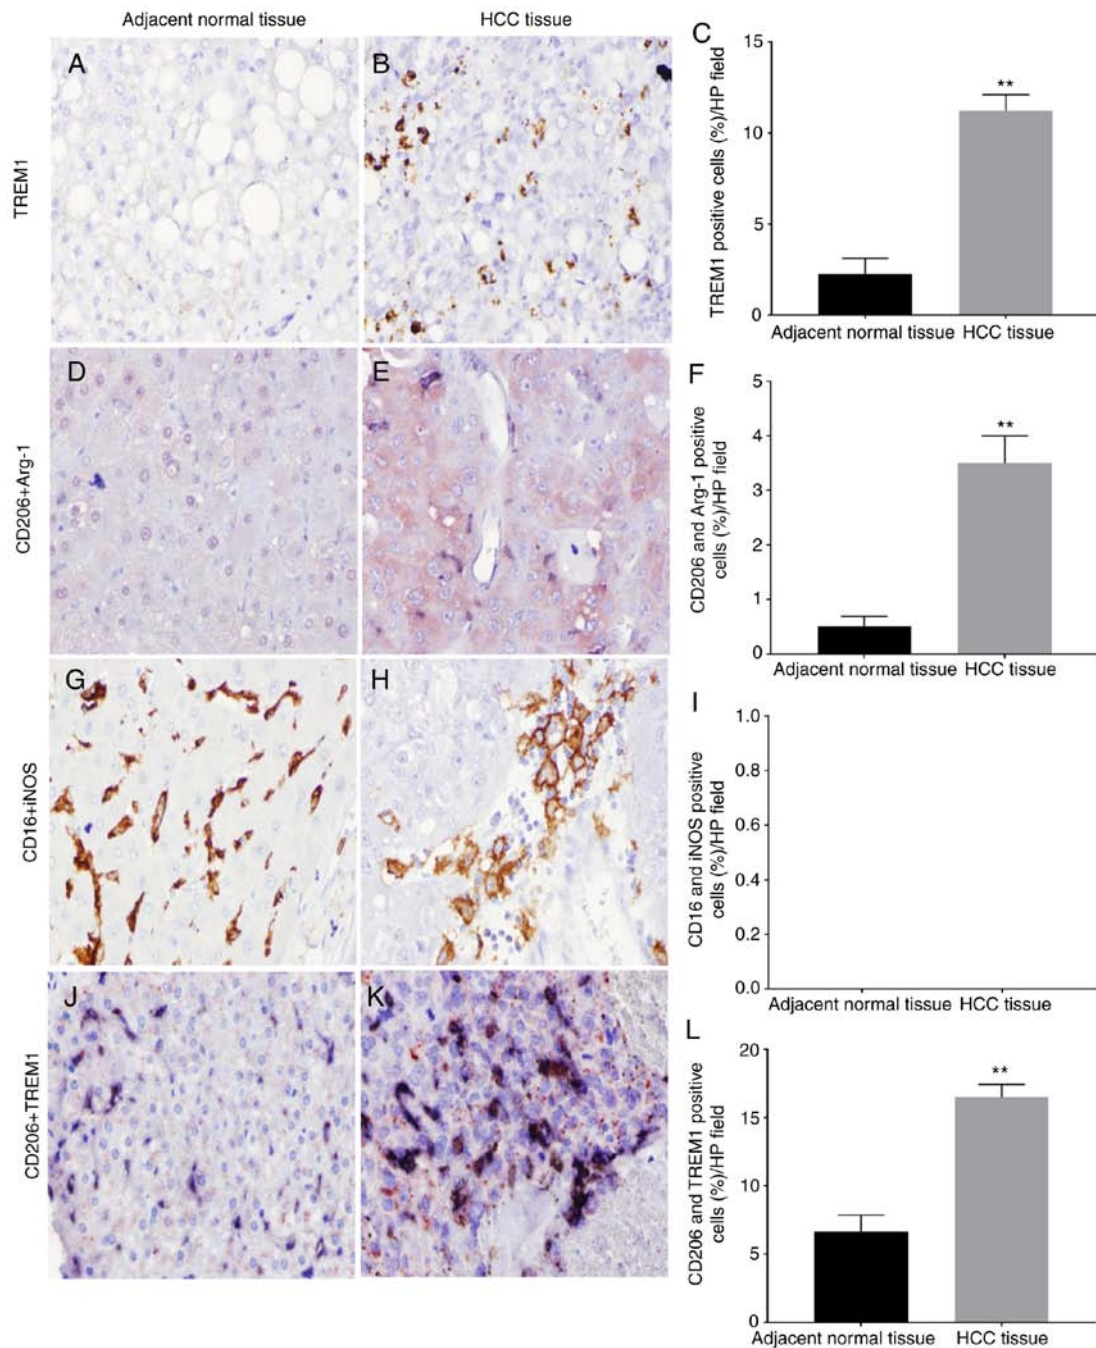 Adjacent normal tissue
HCC tissue
TREM1
A
B
C
TREM1 positive cells (%)/HP field
15
**
10
5
0
Adjacent normal tissue
HCC tissue
CD206+Arg-1
D
E
F
CD206 and Arg-1 positive
cells (%)/HP field
5
**
4
3
2
1
0
Adjacent normal tissue
HCC tissue
CD16+iNOS
G
H
I
CD16 and iNOS positive
cells (%)/HP field
1.0
0.8
0.6
0.4
0.2
0.0
Adjacent normal tissue
HCC tissue
CD206+TREM1
J
K
L
CD206 and TREM1 positive
cells (%)/HP field
20
**
15
10
5
0
Adjacent normal tissue
HCC tissue